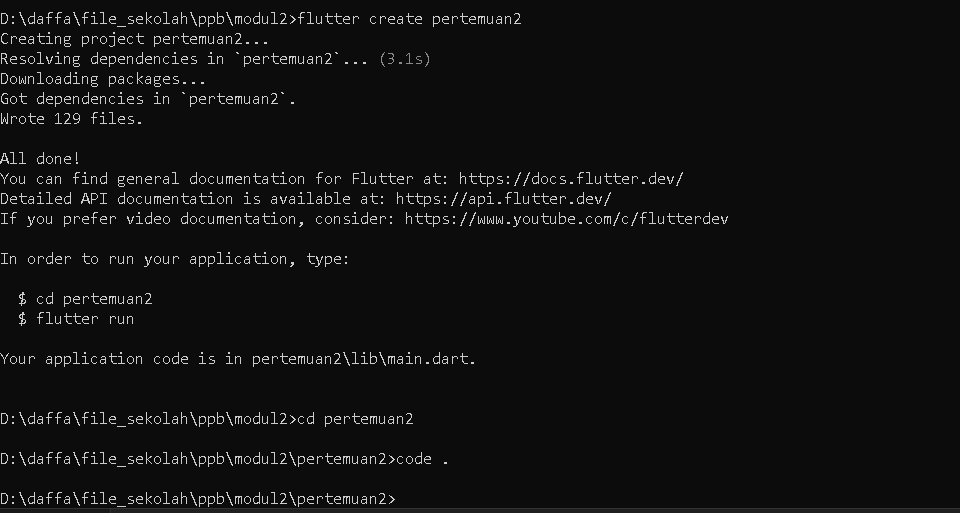 D:\daffa\file_sekolah\ppb\modul2>flutter create pertemuan2
Creating project pertemuan2...
Resolving dependencies in `pertemuan2`... (3.1s)
Downloading packages...
Got dependencies in `pertemuan2`.
Wrote 129 files.

All done!
You can find general documentation for Flutter at: https://docs.flutter.dev/
Detailed API documentation is available at: https://api.flutter.dev/
If you prefer video documentation, consider: https://www.youtube.com/c/flutterdev

In order to run your application, type:

  $ cd pertemuan2
  $ flutter run

Your application code is in pertemuan2\lib\main.dart.


D:\daffa\file_sekolah\ppb\modul2>cd pertemuan2

D:\daffa\file_sekolah\ppb\modul2\pertemuan2>code .

D:\daffa\file_sekolah\ppb\modul2\pertemuan2>